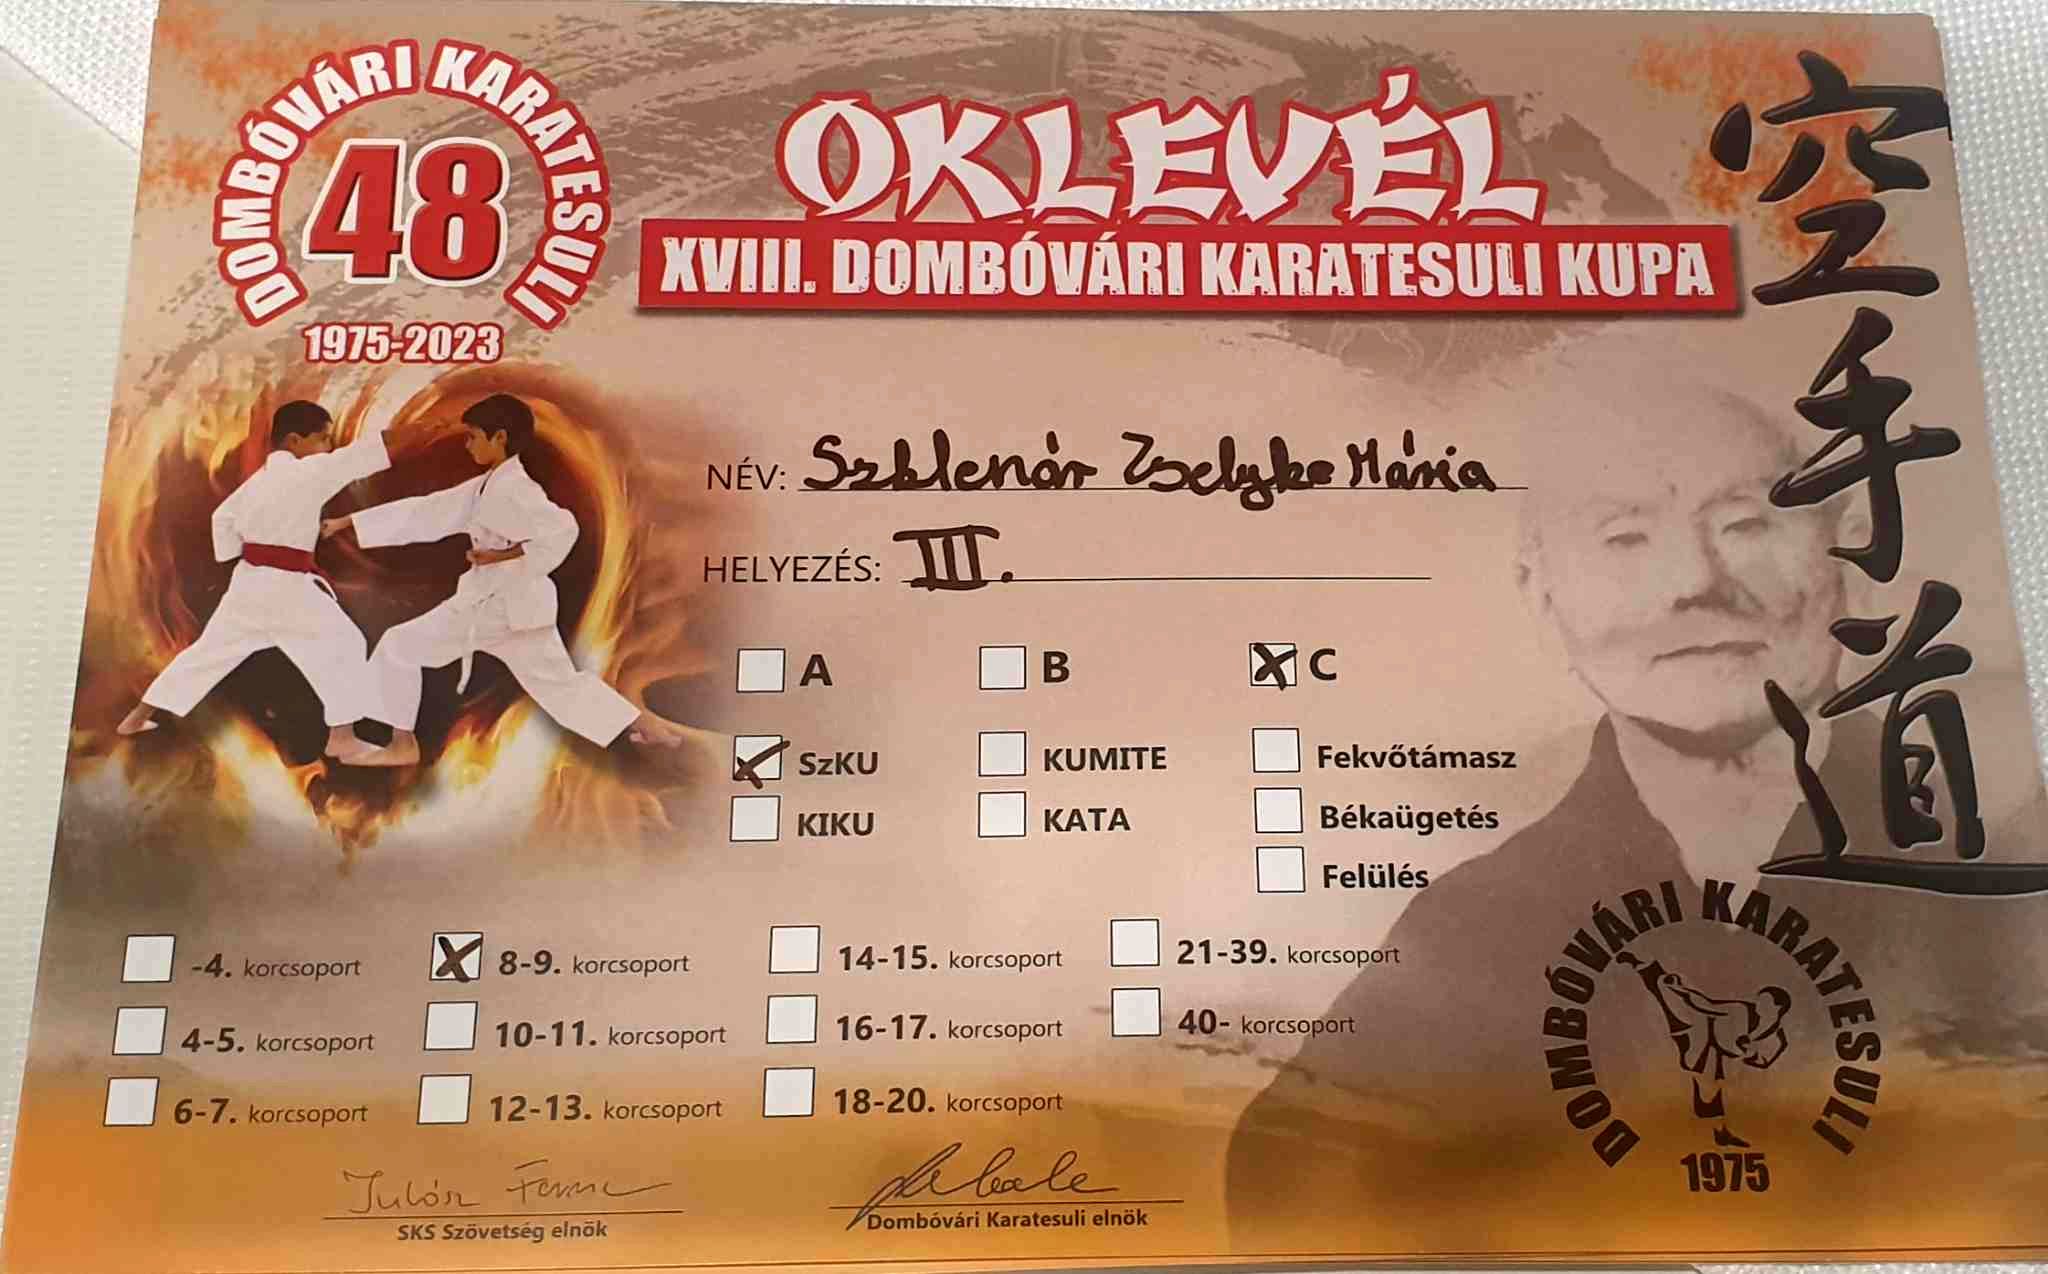 DOMBÓVÁRI KARATESULI
48
1975-2023
OKLEVÉL
XVIII. DOMBÓVÁRI KARATESULI KUPA
空手道
NÉV: Szklenár Zselyke Mária
HELYEZÉS: III.
A B C
SzKU KUMITE Fekvőtámasz
KIKU KATA Békaügetés
Felülés
-4. korcsoport 8-9. korcsoport 14-15. korcsoport 21-39. korcsoport
4-5. korcsoport 10-11. korcsoport 16-17. korcsoport 40- korcsoport
6-7. korcsoport 12-13. korcsoport 18-20. korcsoport
SKS Szövetség elnök
Dombóvári Karatesuli elnök
DOMBÓVÁRI KARATESULI
1975